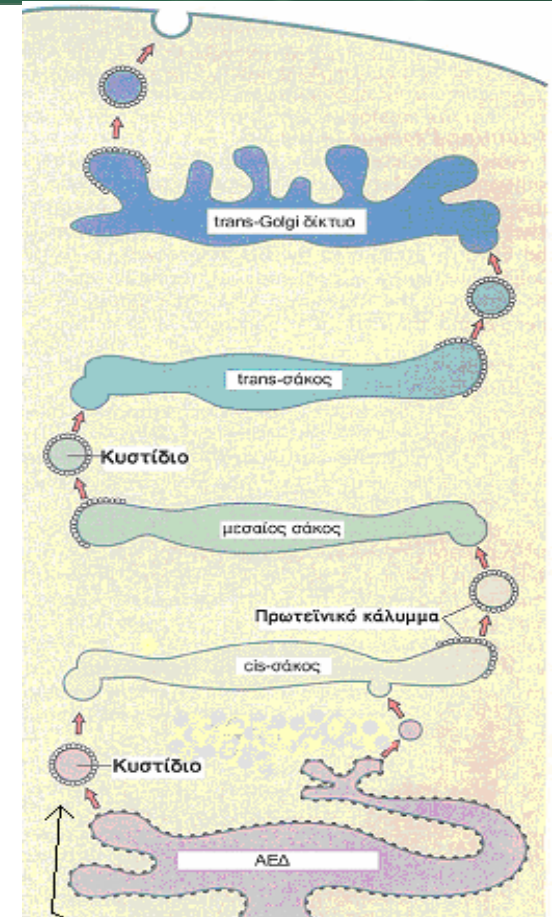 trans-Golgi δίκτυο
trans-σάκος
Κυστίδιο
μεσαίος σάκος
Πρωτεϊνικό κάλυμμα
cis-σάκος
Κυστίδιο
ΑΕΔ